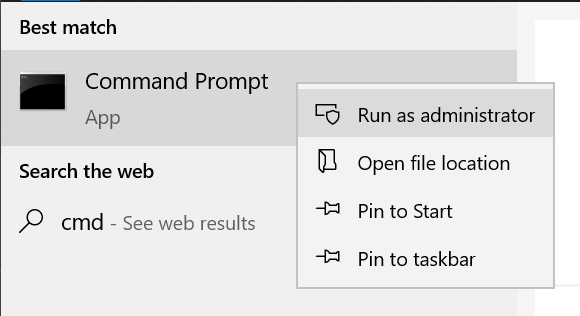 Best match
Command Prompt
App
Run as administrator
Open file location
Pin to Start
Pin to taskbar
Search the web
cmd - See web results